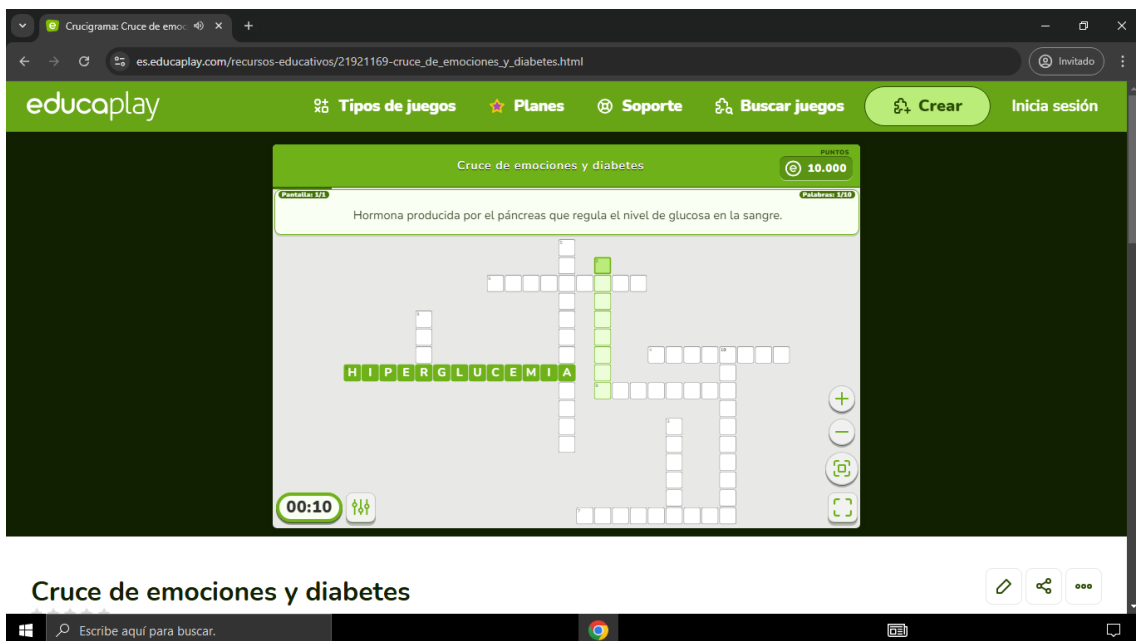 Crucigrama: Cruce de emoc
es.educaplay.com/recursos-educativos/21921169-cruce_de_emociones_y_diabetes.html
Invitado
educaplay
Tipos de juegos
Planes
Soporte
Buscar juegos
Crear
Inicia sesión
Cruce de emociones y diabetes
PUNTOS
10.000
Pantalla: 1/1
Palabras: 1/10
Hormona producida por el páncreas que regula el nivel de glucosa en la sangre.
10
HIPERGLUCEMIA
00:10
Cruce de emociones y diabetes
Escribe aquí para buscar.